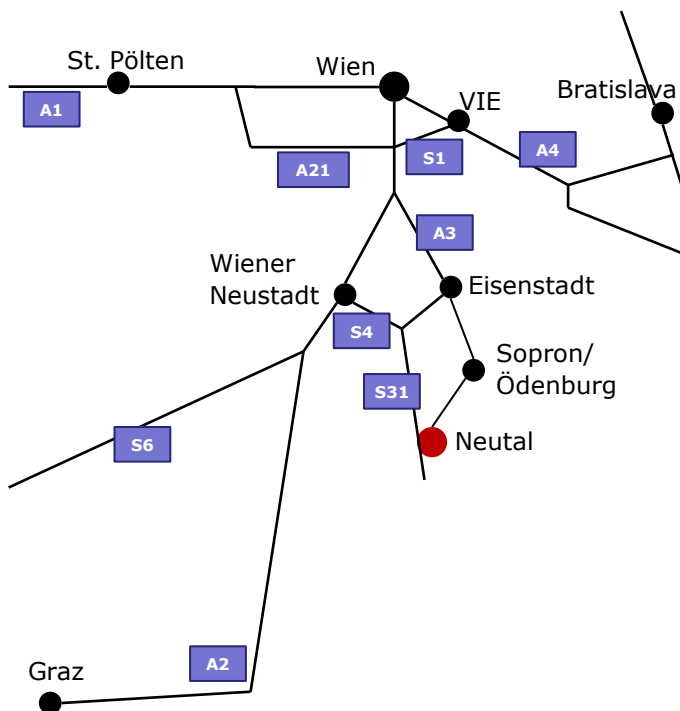 St. Pölten
Wien
VIE
Bratislava
A1
A21
S1
A4
A3
Wiener
Neustadt
Eisenstadt
S4
Sopron/
Ödenburg
S31
Neutal
S6
A2
Graz